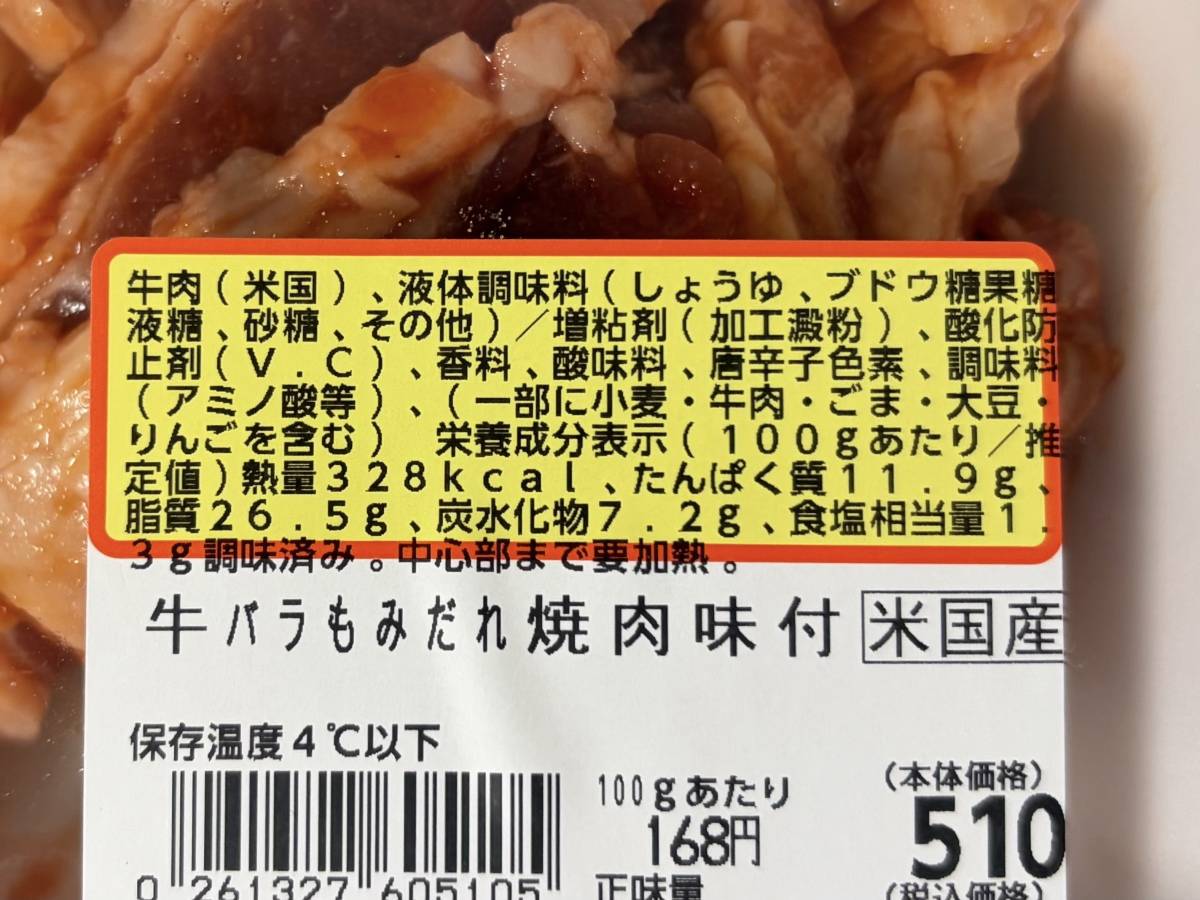 牛肉(米国)、液体調味料(しょうゆ、ブドウ糖果糖
液糖、砂糖、その他)/増粘剤(加工澱粉)、酸化防
止剤(V.C)、香料、酸味料、唐辛子色素、調味料
(アミノ酸等)、(一部に小麦・牛肉・ごま・大豆・
りんごを含む) 栄養成分表示(100gあたり/推
定値)熱量328kcal、たんぱく質11.9g、
脂質26.5g、炭水化物7.2g、食塩相当量1.
3g調味済み。中心部まで要加熱。
牛バラもみだれ焼肉味付 米国産
保存温度4℃以下
100gあたり
168円
(本体価格)
510
0 261327 605105
正味量
(税込価格)